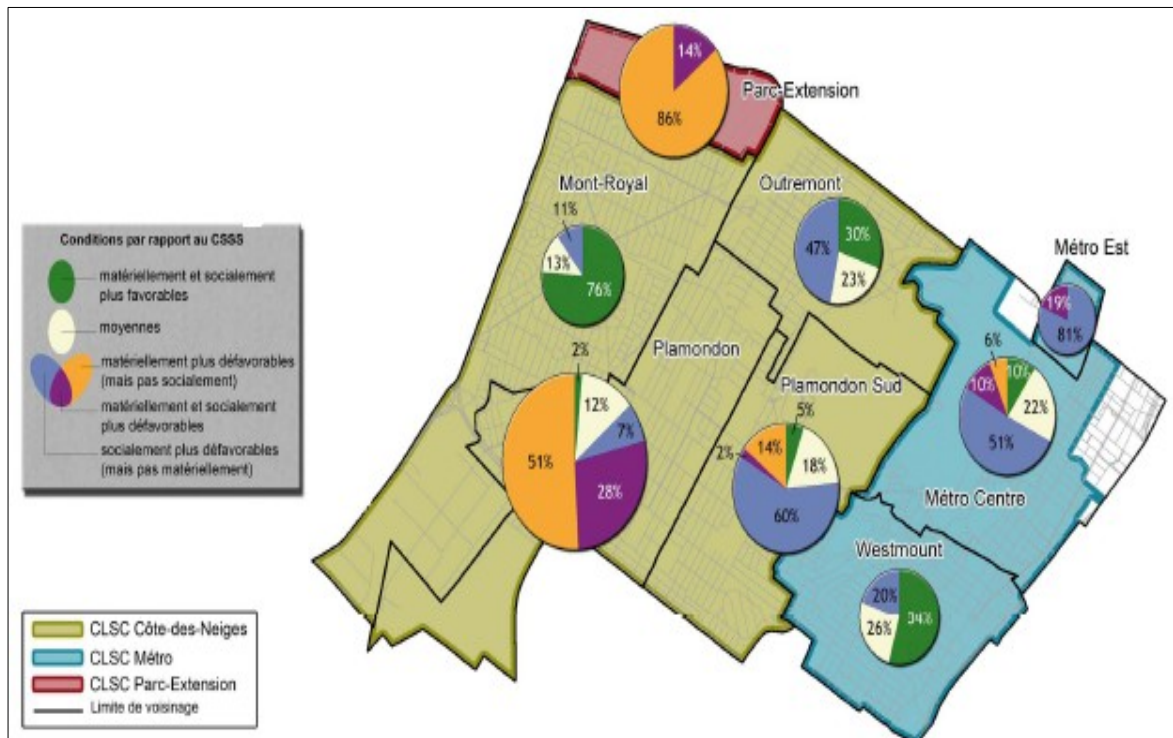 Parc-Extension
14%
86%
Mont-Royal
11%
13%
76%
Outremont
47%
30%
23%
Métro Est
19%
81%
Conditions par rapport au CSSS
matériellement et socialement
plus favorables
moyennes
matériellement plus défavorables
(mais pas socialement)
matériellement et socialement
plus défavorables
socialement plus défavorables
(mais pas matériellement)
Plamondon
2%
12%
7%
51%
28%
Plamondon Sud
5%
14%
2%
18%
60%
6%
10%
10%
22%
51%
Métro Centre
Westmount
20%
26%
CLSC Côte-des-Neiges
CLSC Métro
CLSC Parc-Extension
Limite de voisinage